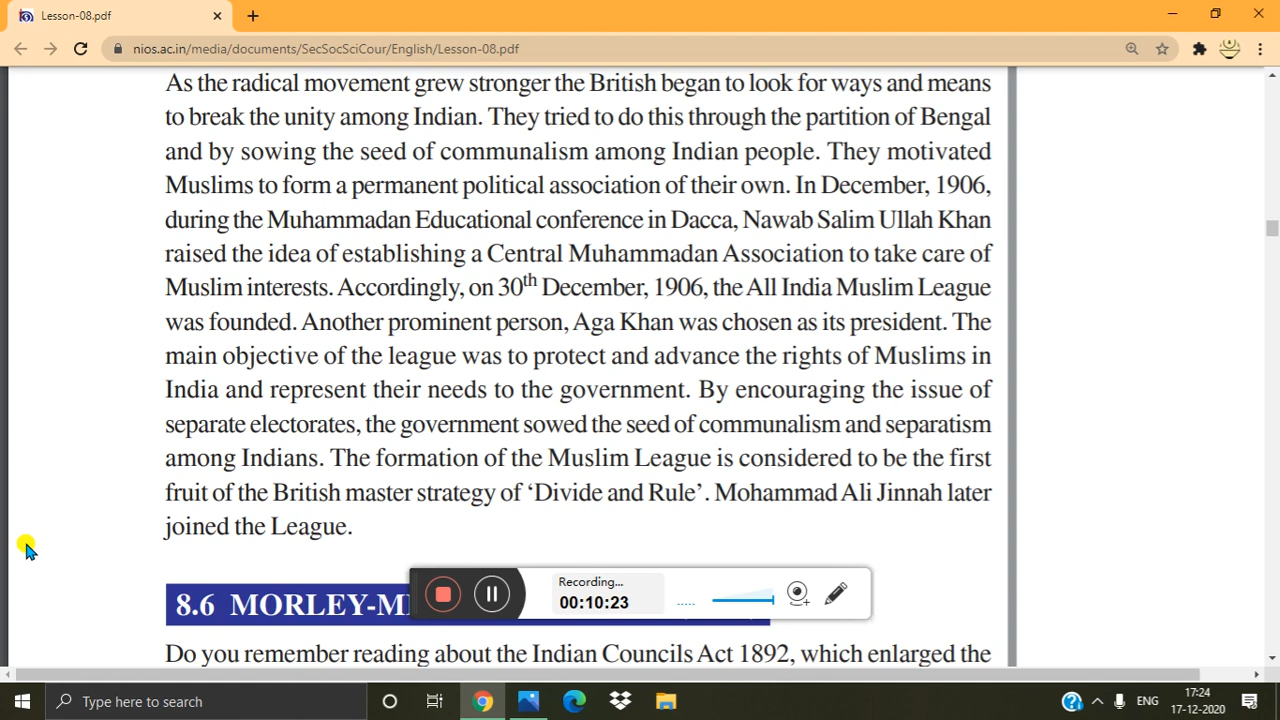 Lesson-08.pdf
nios.ac.in/media/documents/SecSocSciCour/English/Lesson-08.pdf
As the radical movement grew stronger the British began to look for ways and means
to break the unity among Indian. They tried to do this through the partition of Bengal
and by sowing the seed of communalism among Indian people. They motivated
Muslims to form a permanent political association of their own. In December, 1906,
during the Muhammadan Educational conference in Dacca, Nawab Salim Ullah Khan
raised the idea of establishing a Central Muhammadan Association to take care of
Muslim interests. Accordingly, on 30th December, 1906, the All India Muslim League
was founded. Another prominent person, Aga Khan was chosen as its president. The
main objective of the league was to protect and advance the rights of Muslims in
India and represent their needs to the government. By encouraging the issue of
separate electorates, the government sowed the seed of communalism and separatism
among Indians. The formation of the Muslim League is considered to be the first
fruit of the British master strategy of ‘Divide and Rule’. Mohammad Ali Jinnah later
joined the League.
Recording...
00:10:23
8.6 MORLEY-M
Do you remember reading about the Indian Councils Act 1892, which enlarged the
Type here to search
ENG
17:24
17-12-2020